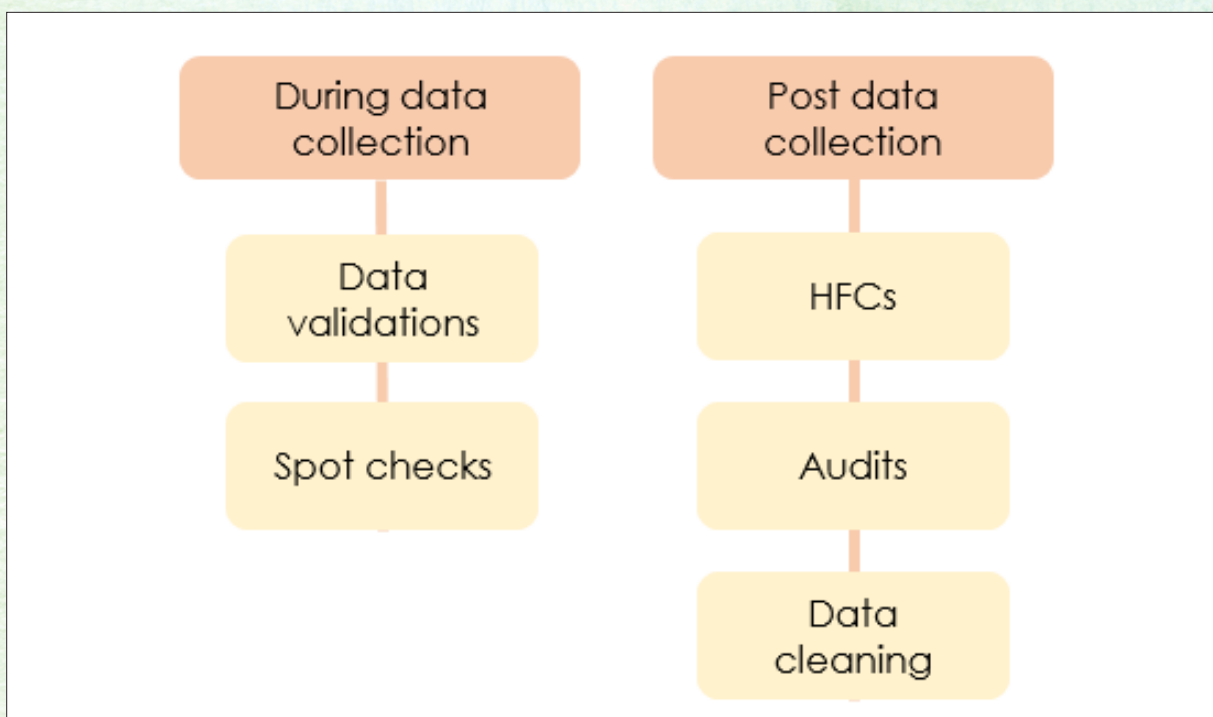 During data
collection
Data
validations
Spot checks
Post data
collection
HFCs
Audits
Data
cleaning